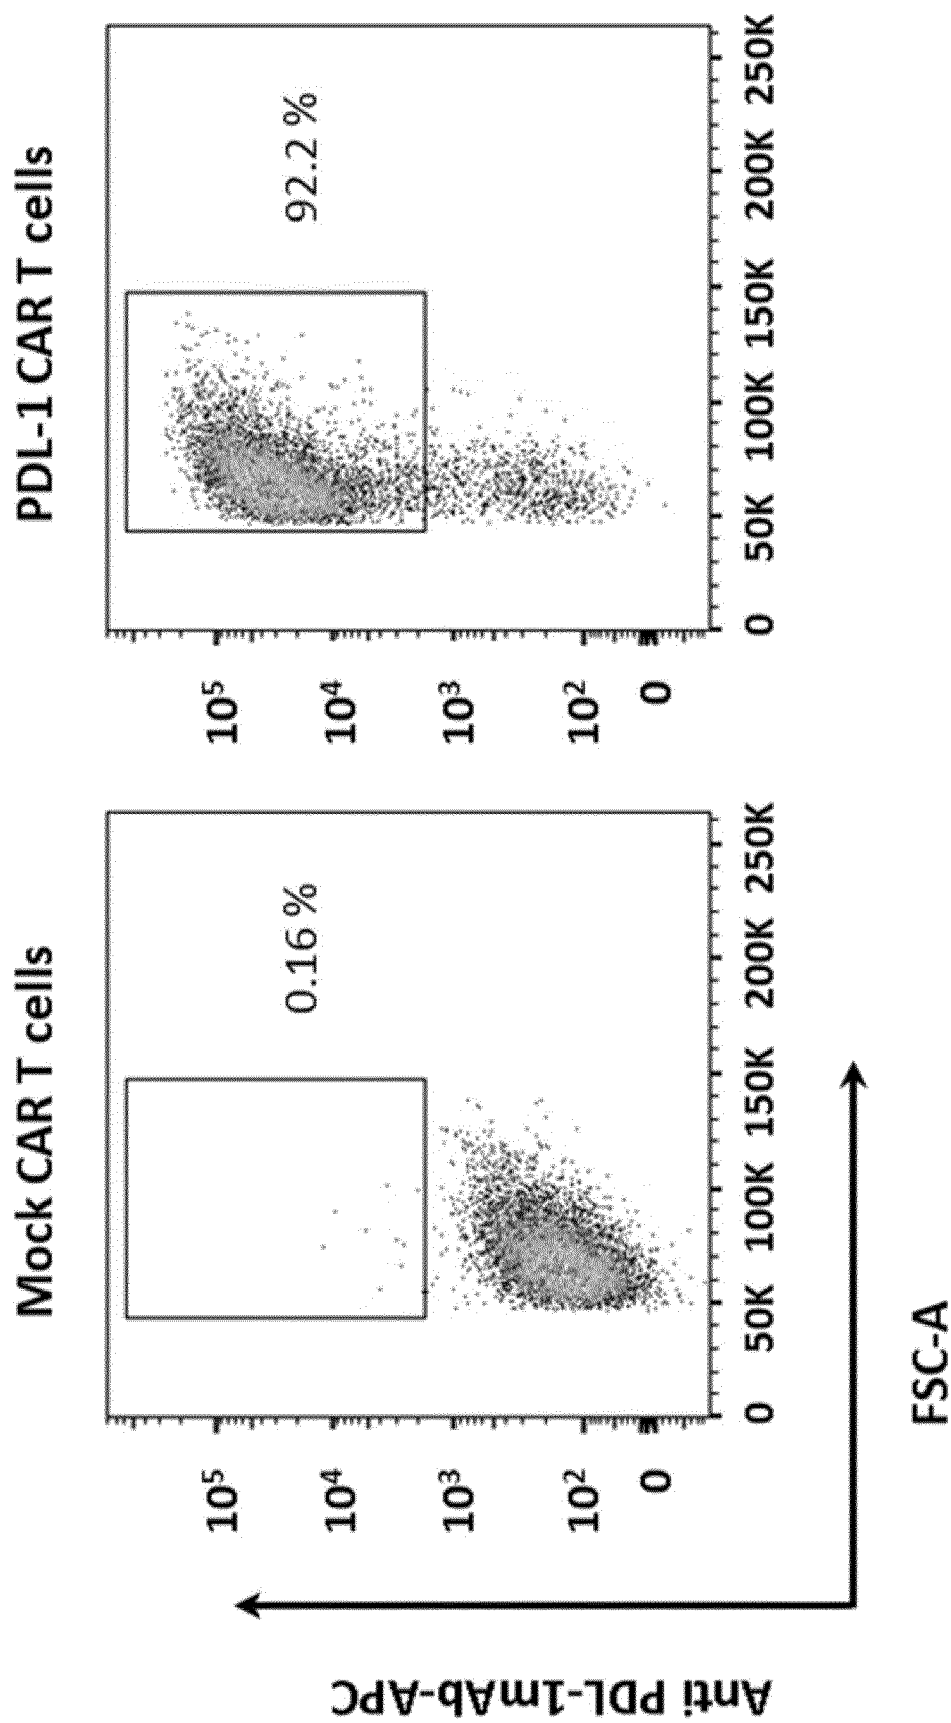 Mock CAR T cells
PDL-1 CAR T cells
Anti PDL-1mAb-APC
10⁵
10⁴
10³
10²
0
0.16 %
0 50K 100K 150K 200K 250K
10⁵
10⁴
10³
10²
0
92.2 %
0 50K 100K 150K 200K 250K
FSC-A